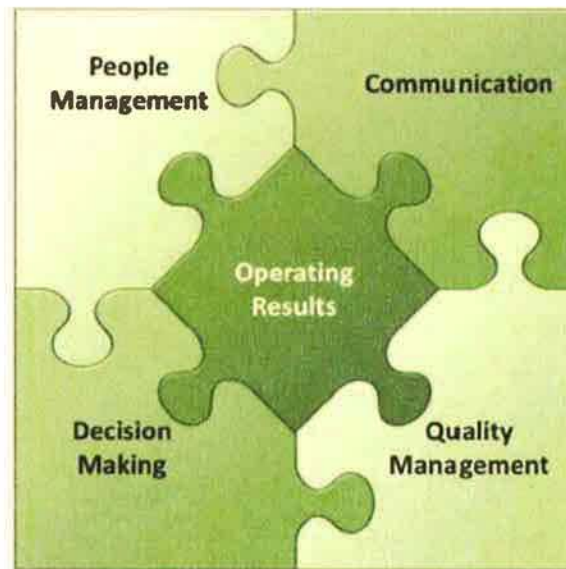 People
Management
Communication
Operating
Results
Decision
Making
Quality
Management